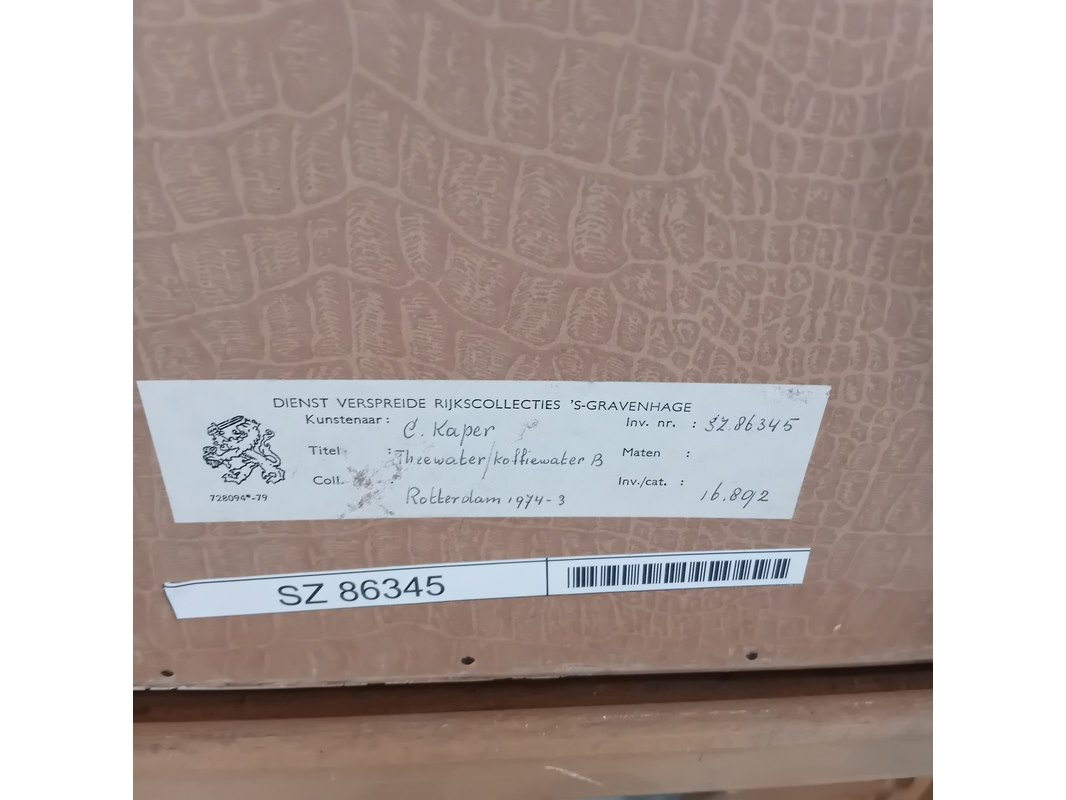 DIENST VERSPREIDE RIJKSCOLLECTIES 'S-GRAVENHAGE
Kunstenaar: C. Kaper Inv. nr. : SZ.86345
Titel : Theewater/koffiewater B Maten :
Coll. : Rotterdam 1974-3 Inv./cat. : 16.892
728094*-79
SZ 86345